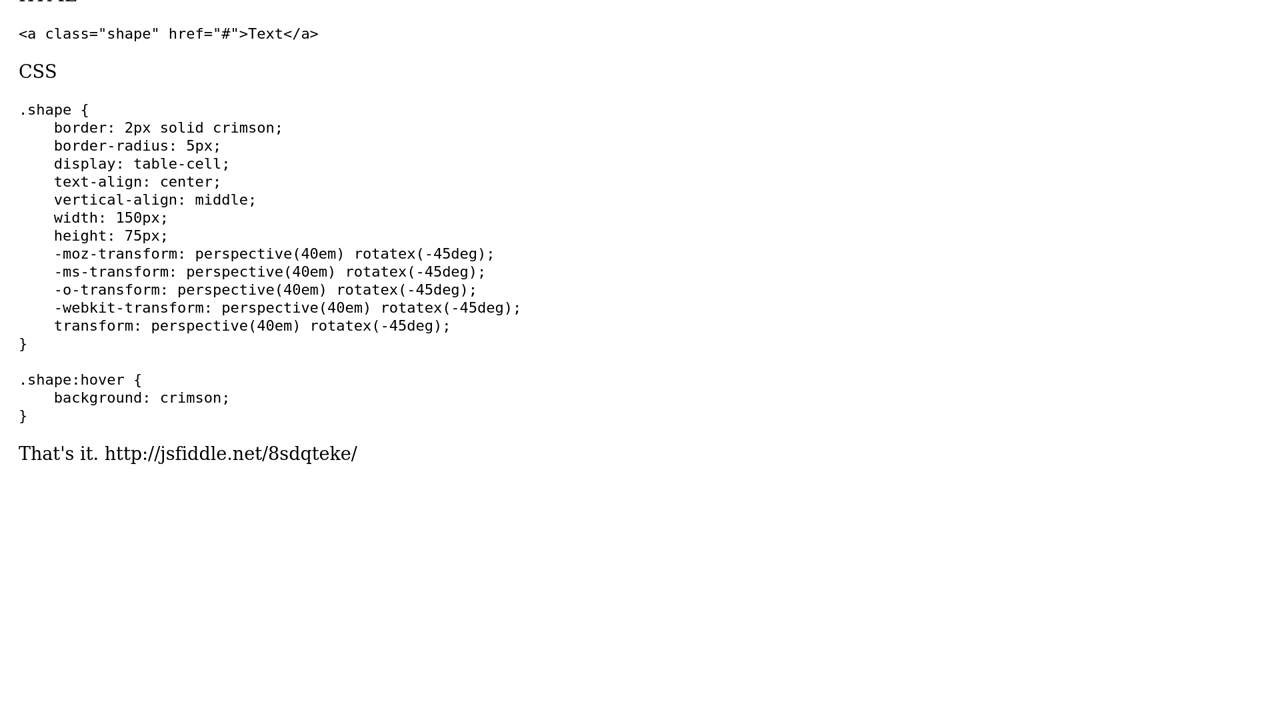 <a class="shape" href="#">Text</a>
CSS
.shape {
    border: 2px solid crimson;
    border-radius: 5px;
    display: table-cell;
    text-align: center;
    vertical-align: middle;
    width: 150px;
    height: 75px;
    -moz-transform: perspective(40em) rotatex(-45deg);
    -ms-transform: perspective(40em) rotatex(-45deg);
    -o-transform: perspective(40em) rotatex(-45deg);
    -webkit-transform: perspective(40em) rotatex(-45deg);
    transform: perspective(40em) rotatex(-45deg);
}
.shape:hover {
    background: crimson;
}
That's it. http://jsfiddle.net/8sdqteke/